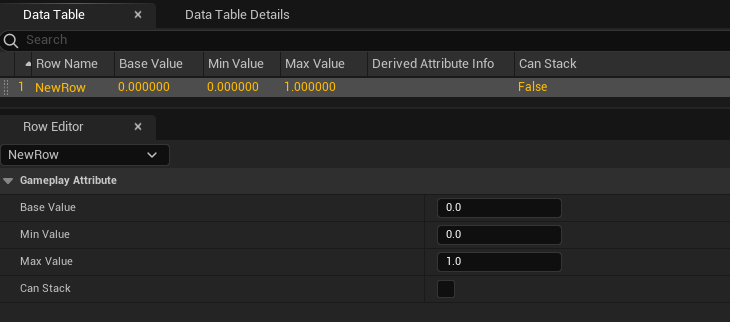 Data Table × Data Table Details
Search
Row Name Base Value Min Value Max Value Derived Attribute Info Can Stack
1 NewRow 0.000000 0.000000 1.000000 False
Row Editor ×
NewRow
Gameplay Attribute
Base Value 0.0
Min Value 0.0
Max Value 1.0
Can Stack